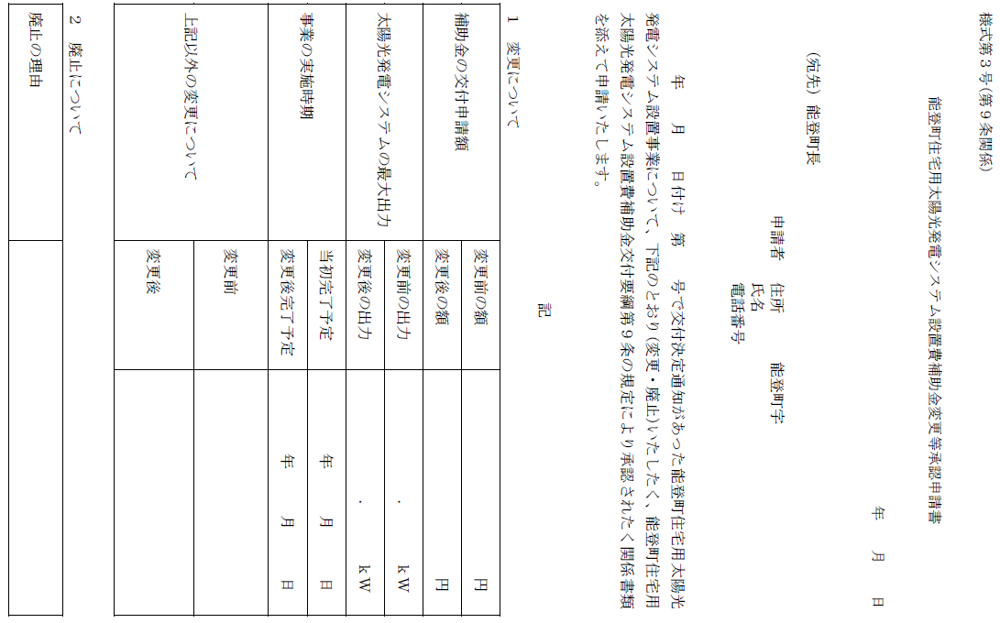 様式第３号(第９条関係)
能登町住宅用太陽光発電システム設置費補助金変更等承認申請書
年　　月　　日
（宛先）能登町長
申請者　住所　　　能登町字
氏名
電話番号
年　　月　　日付け　第　　号で交付決定通知があった能登町住宅用太陽光
発電システム設置事業について、下記のとおり(変更・廃止)いたしたく、能登町住宅用
太陽光発電システム設置費補助金交付要綱第９条の規定により承認されたく関係書類
を添えて申請いたします。
記
１　変更について
補助金の交付申請額
変更前の額　　円
変更後の額　　円
太陽光発電システムの最大出力
変更前の出力　　．　　ｋＷ
変更後の出力　　．　　ｋＷ
事業の実施時期
当初完了予定　　年　　月　　日
変更後完了予定　　年　　月　　日
上記以外の変更について
変更前
変更後
２　廃止について
廃止の理由